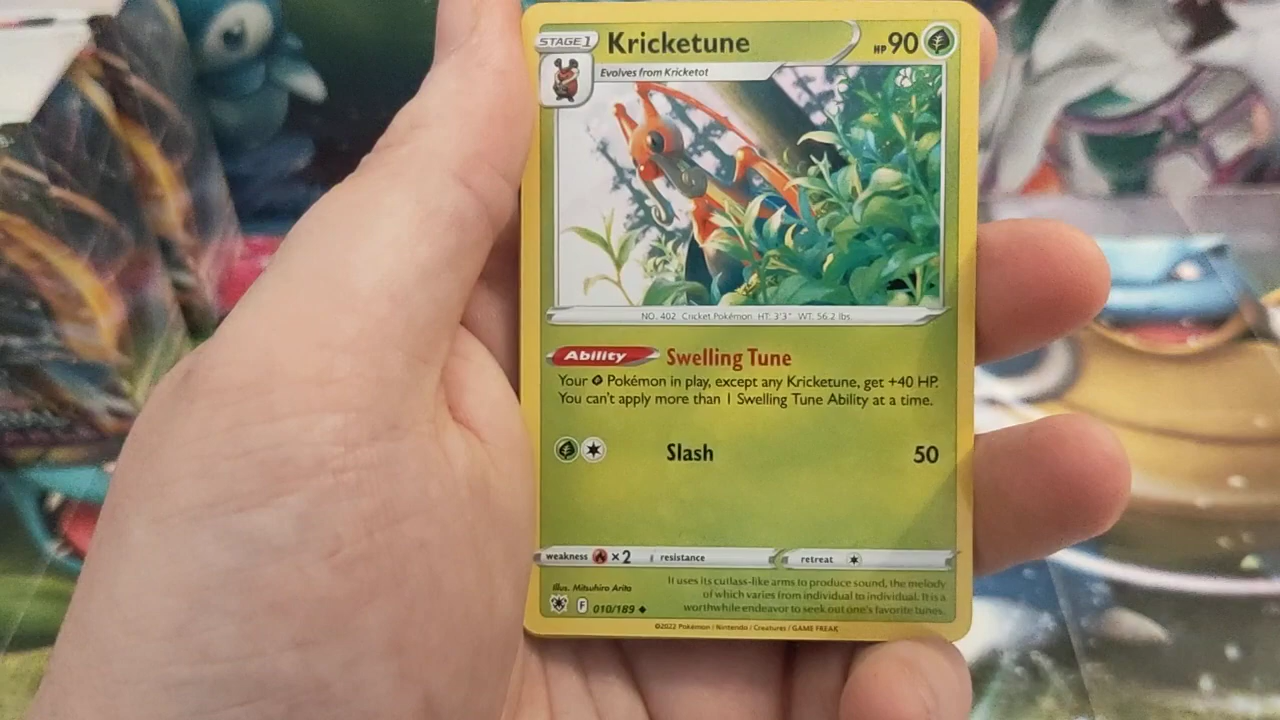 STAGE 1 Kricketune HP 90
Evolves from Kricketot
NO. 402 Cricket Pokémon HT: 3'3" WT: 56.2 lbs.
Ability Swelling Tune
Your Pokémon in play, except any Kricketune, get +40 HP.
You can't apply more than 1 Swelling Tune Ability at a time.
Slash 50
weakness ×2 resistance retreat
Illus. Mitsuhiro Arita
It uses its cutlass-like arms to produce sound, the melody
of which varies from individual to individual. It is a
worthwhile endeavor to seek out one's favorite tunes.
F 010/189
©2022 Pokémon / Nintendo / Creatures / GAME FREAK